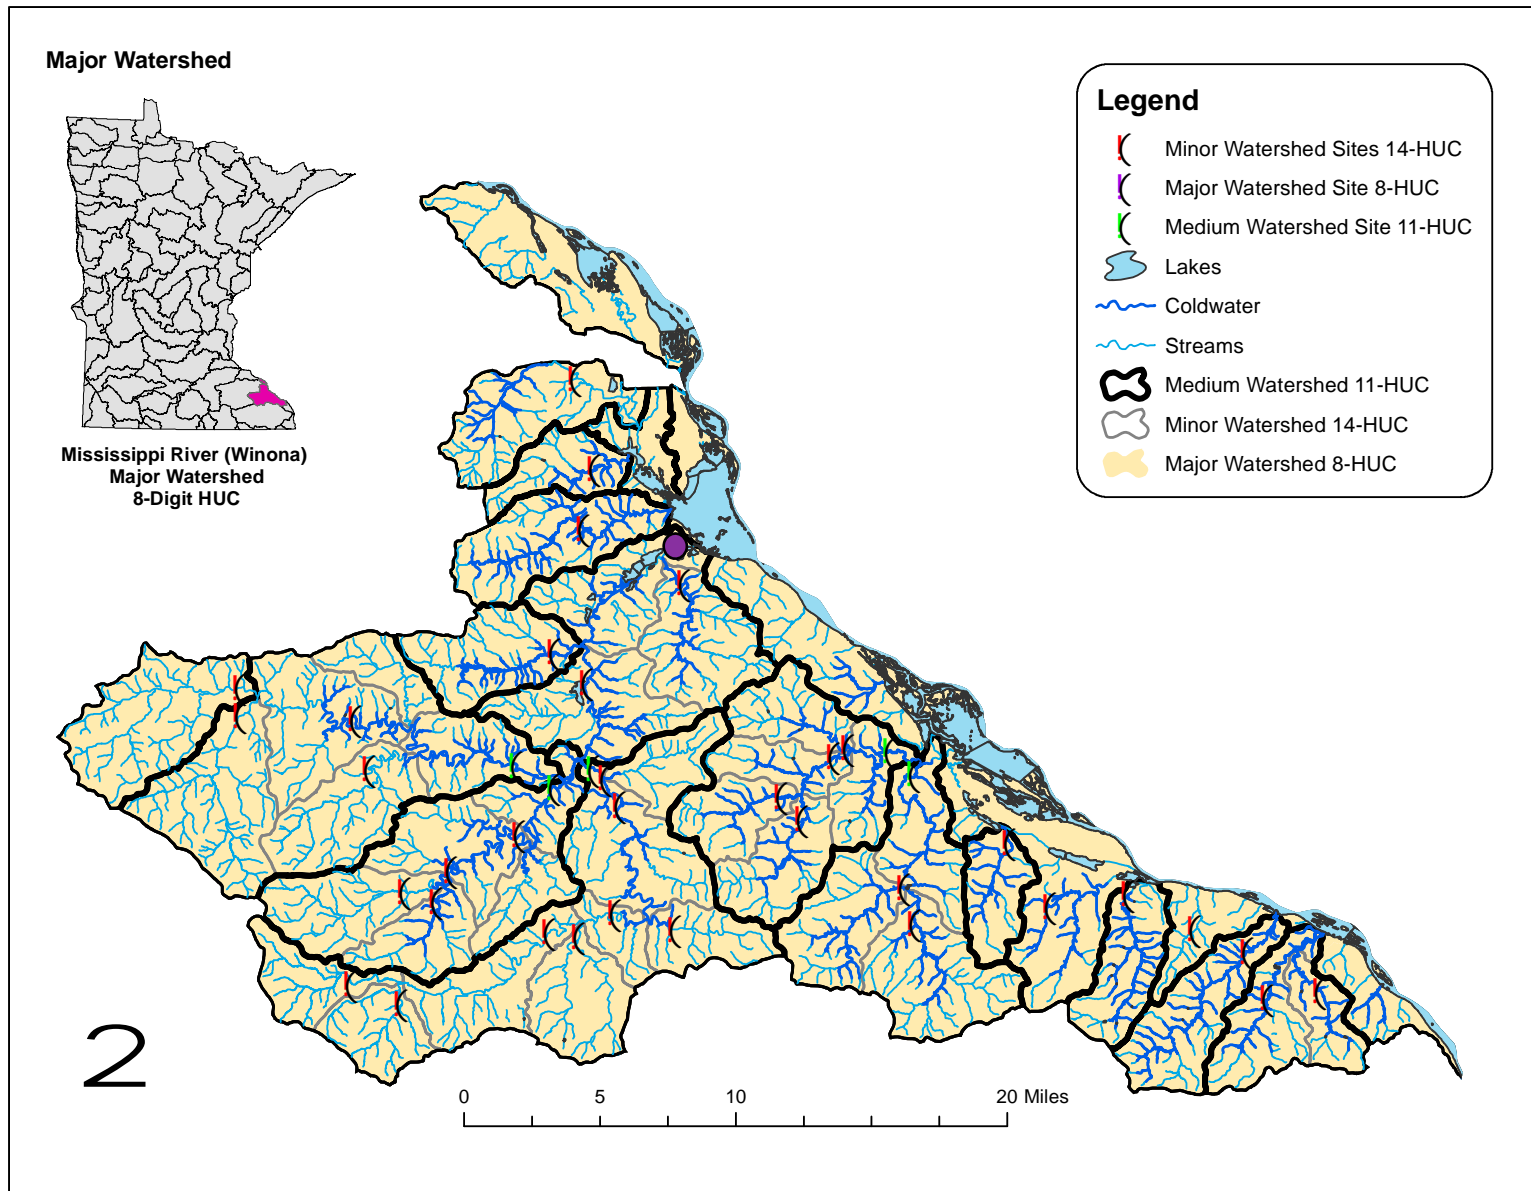 Major Watershed
Mississippi River (Winona)
Major Watershed
8-Digit HUC
Legend
Minor Watershed Sites 14-HUC
Major Watershed Site 8-HUC
Medium Watershed Site 11-HUC
Lakes
Coldwater
Streams
Medium Watershed 11-HUC
Minor Watershed 14-HUC
Major Watershed 8-HUC
2
0 5 10 20 Miles